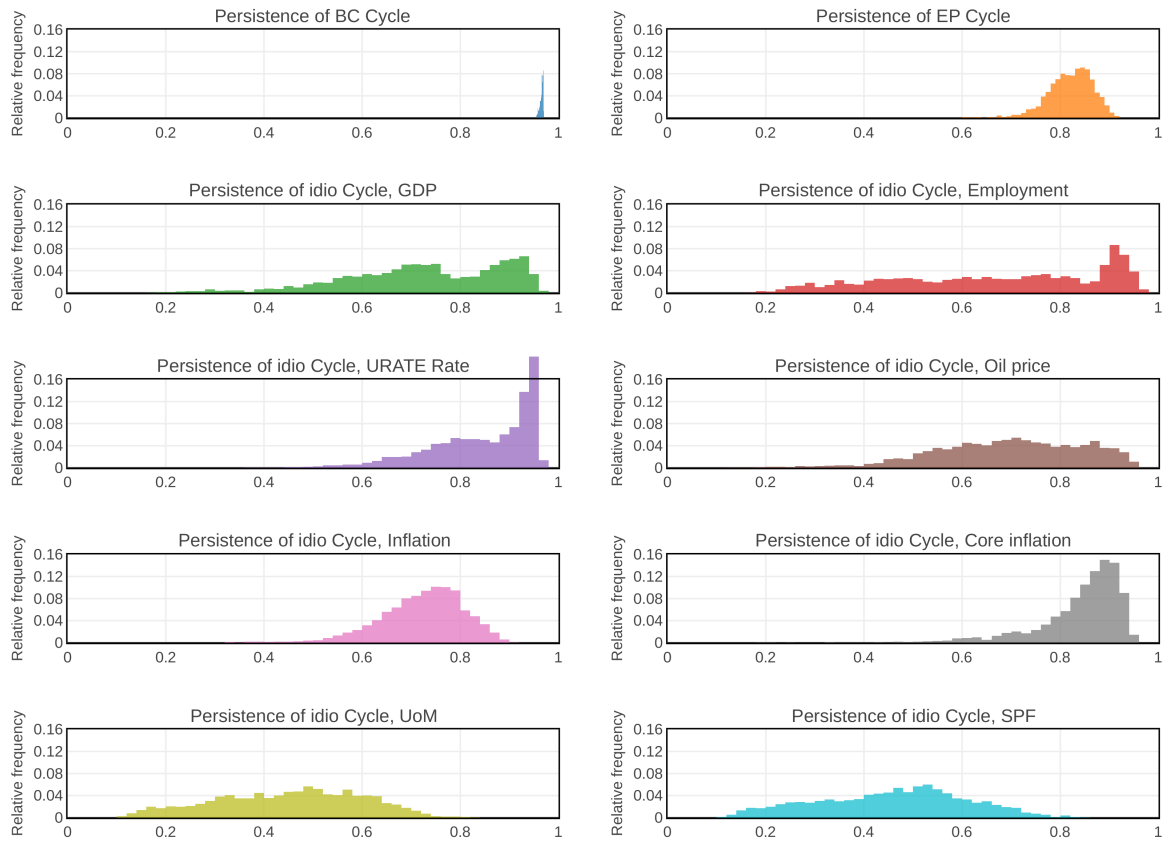 Persistence of BC Cycle
Relative frequency
0.16
0.12
0.08
0.04
0
0 0.2 0.4 0.6 0.8 1
Persistence of EP Cycle
Relative frequency
0.16
0.12
0.08
0.04
0
0 0.2 0.4 0.6 0.8 1
Persistence of idio Cycle, GDP
Relative frequency
0.16
0.12
0.08
0.04
0
0 0.2 0.4 0.6 0.8 1
Persistence of idio Cycle, Employment
Relative frequency
0.16
0.12
0.08
0.04
0
0 0.2 0.4 0.6 0.8 1
Persistence of idio Cycle, URATE Rate
Relative frequency
0.16
0.12
0.08
0.04
0
0 0.2 0.4 0.6 0.8 1
Persistence of idio Cycle, Oil price
Relative frequency
0.16
0.12
0.08
0.04
0
0 0.2 0.4 0.6 0.8 1
Persistence of idio Cycle, Inflation
Relative frequency
0.16
0.12
0.08
0.04
0
0 0.2 0.4 0.6 0.8 1
Persistence of idio Cycle, Core inflation
Relative frequency
0.16
0.12
0.08
0.04
0
0 0.2 0.4 0.6 0.8 1
Persistence of idio Cycle, UoM
Relative frequency
0.16
0.12
0.08
0.04
0
0 0.2 0.4 0.6 0.8 1
Persistence of idio Cycle, SPF
Relative frequency
0.16
0.12
0.08
0.04
0
0 0.2 0.4 0.6 0.8 1